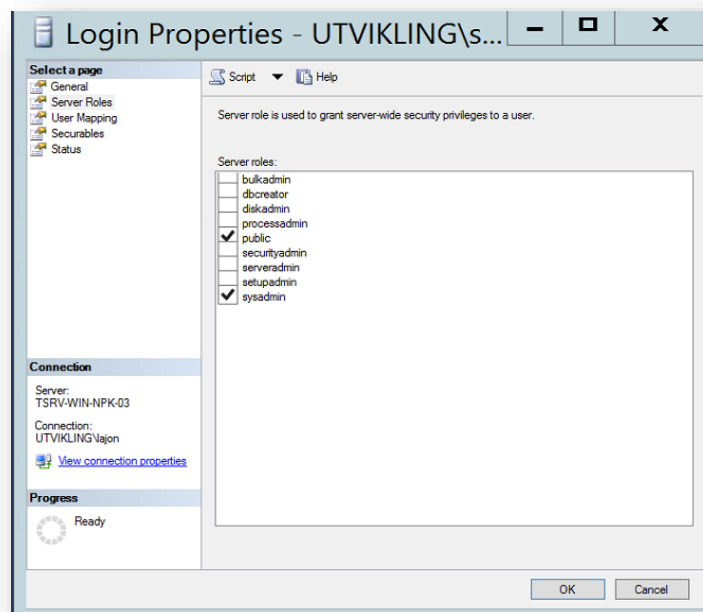 Login Properties - UTVIKLING\s...
Select a page
General
Server Roles
User Mapping
Securables
Status
Script
Help
Server role is used to grant server-wide security privileges to a user.
Server roles:
bulkadmin
dbcreator
diskadmin
processadmin
public
securityadmin
serveradmin
setupadmin
sysadmin
Connection
Server:
TSRV-WIN-NPK-03
Connection:
UTVIKLING\lajon
View connection properties
Progress
Ready
OK
Cancel